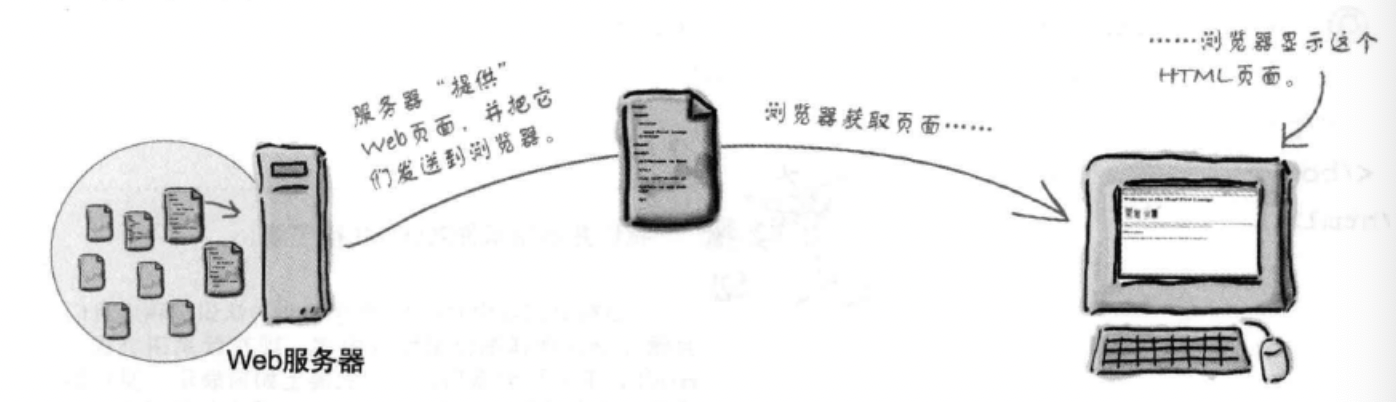 服务器“提供”
Web页面，并把它
们发送到浏览器。
浏览器获取页面……
……浏览器显示这个
HTML页面。
Web服务器